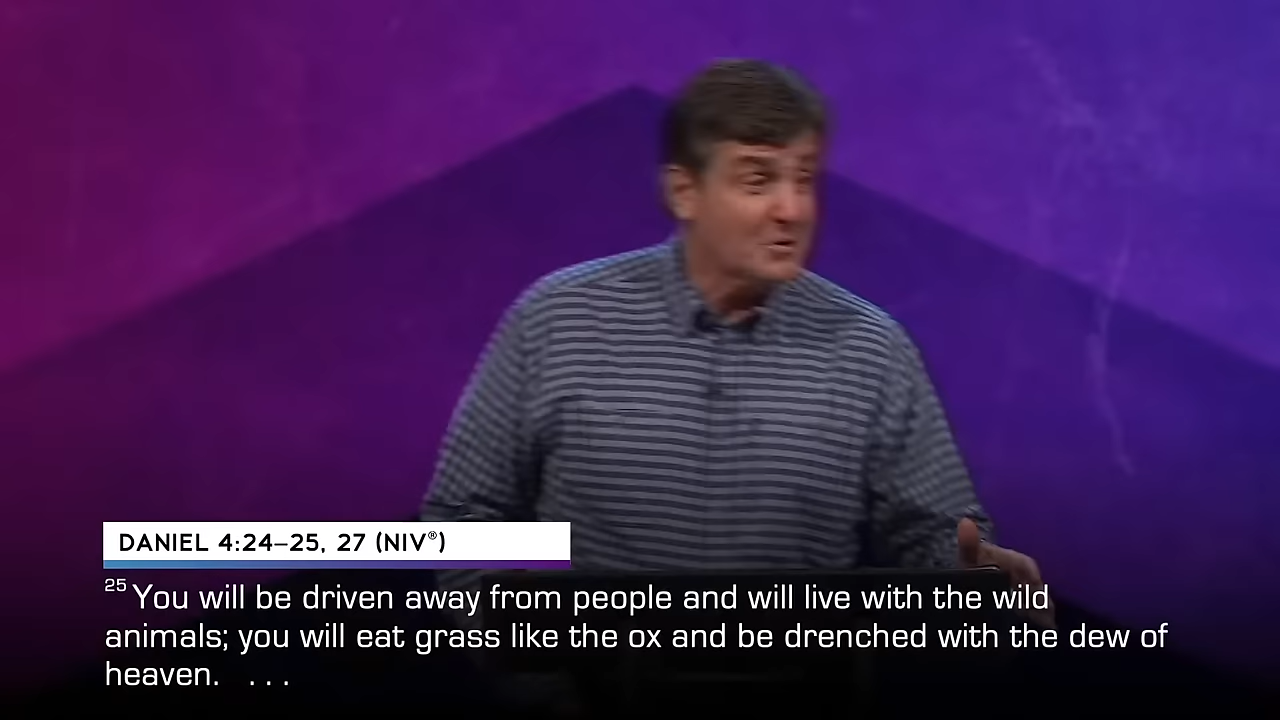 DANIEL 4:24–25, 27 (NIV®)
25 You will be driven away from people and will live with the wild
animals; you will eat grass like the ox and be drenched with the dew of
heaven. . . .